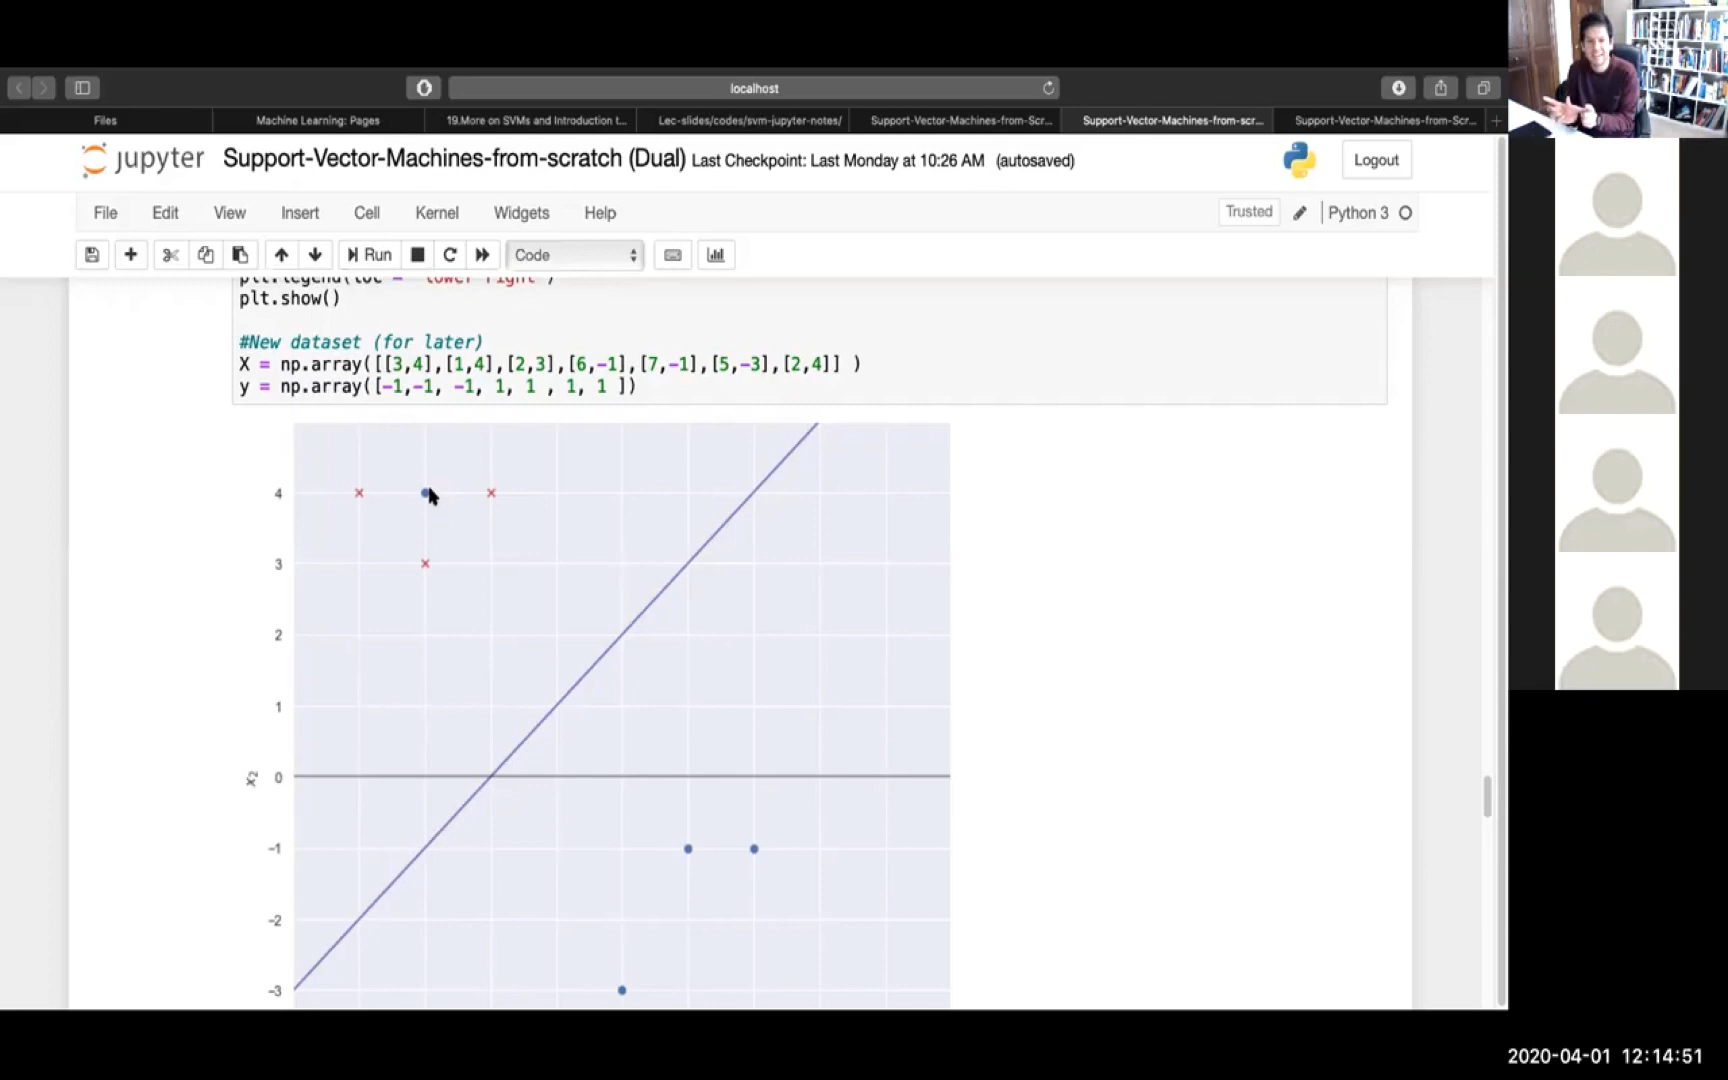 localhost
Files
Machine Learning: Pages
19.More on SVMs and Introduction t...
Lec-slides/codes/svm-jupyter-notes/
Support-Vector-Machines-from-Scr...
Support-Vector-Machines-from-scr...
Support-Vector-Machines-from-Scr...
jupyter Support-Vector-Machines-from-scratch (Dual) Last Checkpoint: Last Monday at 10:26 AM (autosaved)
Logout
File Edit View Insert Cell Kernel Widgets Help
Trusted
Python 3
Run
Code
plt.legend(loc = 'lower right')
plt.show()
#New dataset (for later)
X = np.array([[3,4],[1,4],[2,3],[6,-1],[7,-1],[5,-3],[2,4]] )
y = np.array([-1,-1, -1, 1, 1 , 1, 1 ])
4
3
2
1
x2 0
-1
-2
-3
2020-04-01 12:14:51